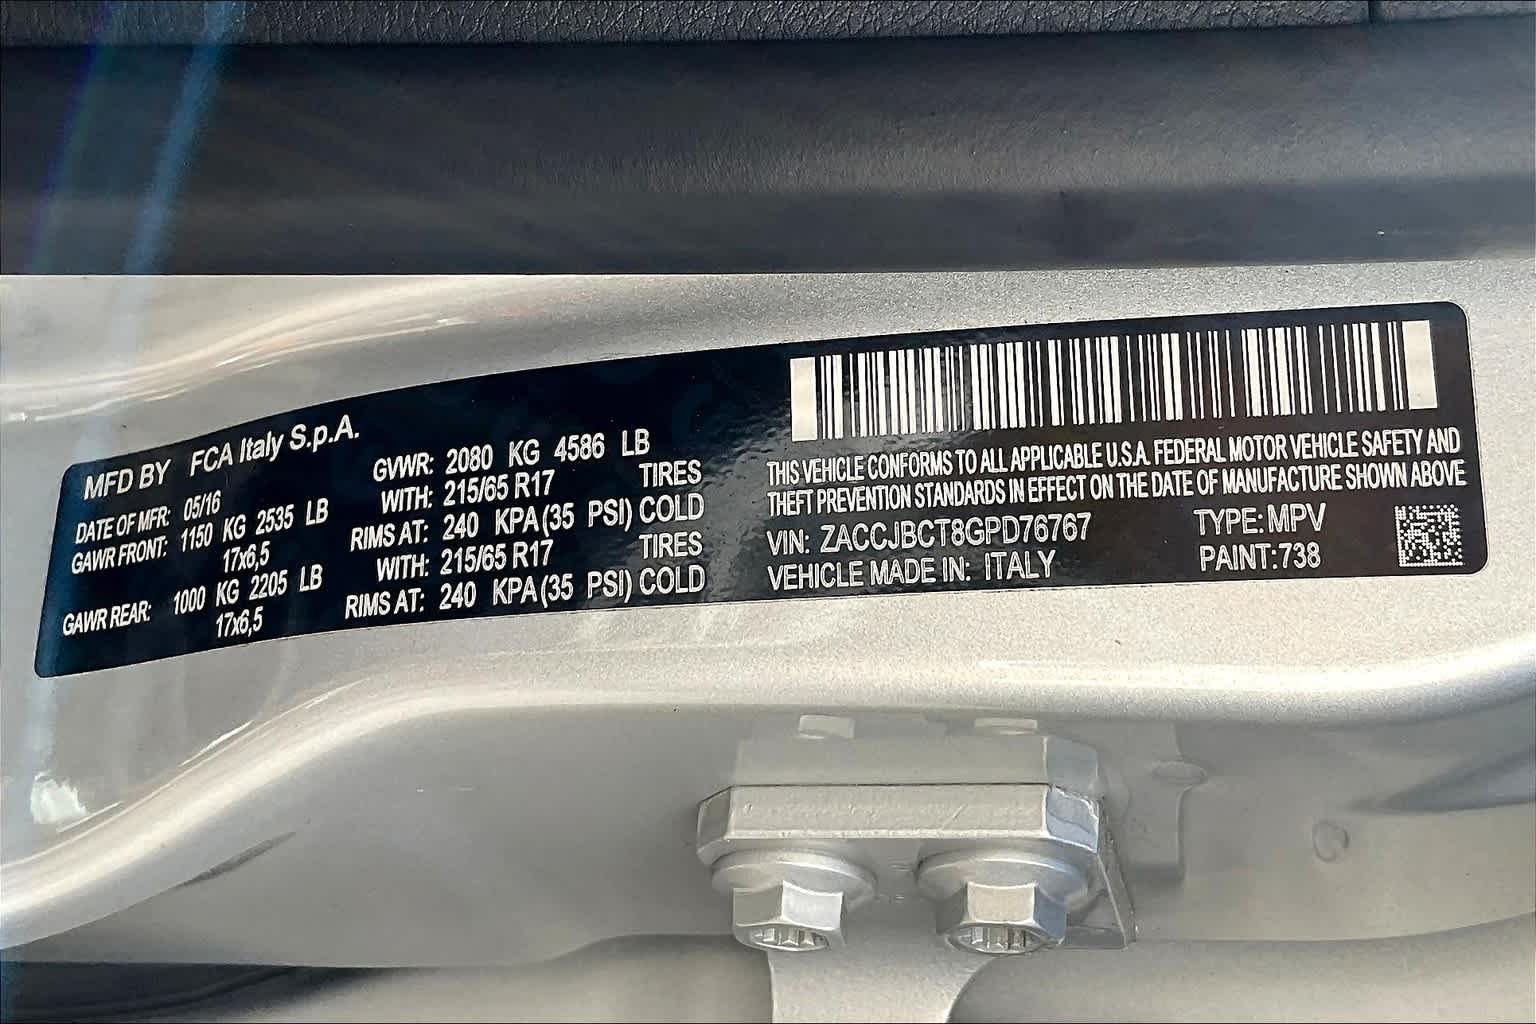 MFD BY FCA Italy S.p.A.
DATE OF MFR: 05/16 GVWR: 2080 KG 4586 LB
GAWR FRONT: 1150 KG 2535 LB WITH: 215/65 R17 TIRES
17x6,5 RIMS AT: 240 KPA (35 PSI) COLD
GAWR REAR: 1000 KG 2205 LB WITH: 215/65 R17 TIRES
17x6,5 RIMS AT: 240 KPA (35 PSI) COLD
THIS VEHICLE CONFORMS TO ALL APPLICABLE U.S.A. FEDERAL MOTOR VEHICLE SAFETY AND
THEFT PREVENTION STANDARDS IN EFFECT ON THE DATE OF MANUFACTURE SHOWN ABOVE
VIN: ZACCJBCT8GPD76767 TYPE: MPV
VEHICLE MADE IN: ITALY PAINT:738